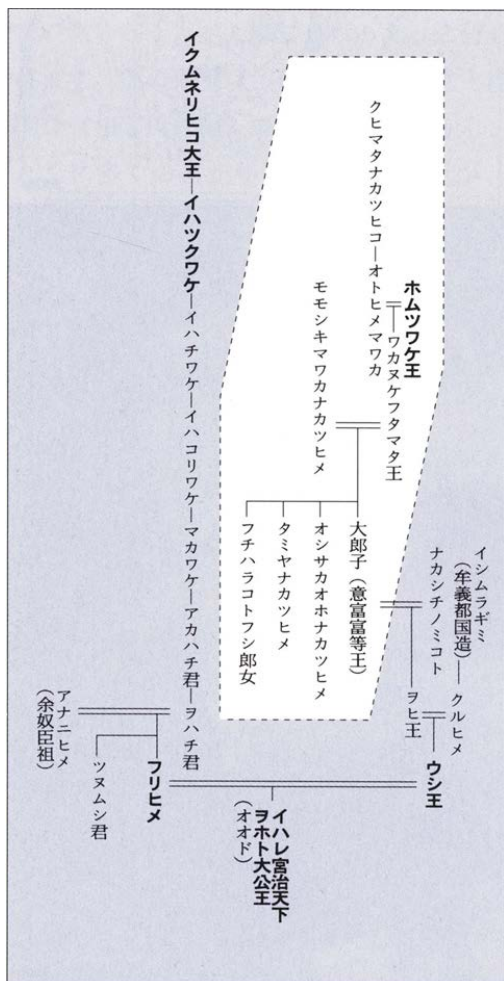 イシムラギミ
（牟義都国造）― クルヒメ
ナカシチノミコト
ヲヒ王
ウシ王
ホムツワケ王
ワカヌケフタマタ王
クヒマタナカツヒコ―オトヒメマワカ
モモシキマワカナカツヒメ
大郎子（意富富等王）
オシサカオホナカツヒメ
タミヤナカツヒメ
フチハラコトフシ郎女
イハレ宮治天下
ヲホト大公王
（オオド）
イクムネリヒコ大王―イハツクワケ―イハチワケ―イハコリワケ―マカワケ―アカハチ君―ヲハチ君
フリヒメ
ツヌムシ君
アナニヒメ
（余奴臣祖）